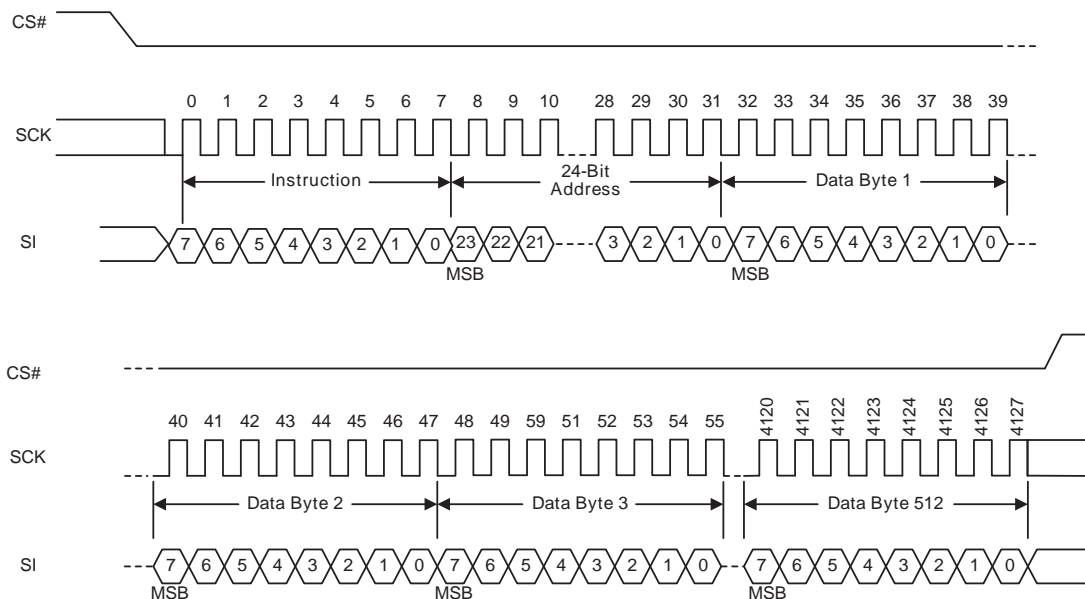 CS#
0 1 2 3 4 5 6 7 8 9 10 28 29 30 31 32 33 34 35 36 37 38 39
SCK
Instruction 24-Bit Address Data Byte 1
SI 7 6 5 4 3 2 1 0 23 22 21 3 2 1 0 7 6 5 4 3 2 1 0
MSB MSB
CS#
40 41 42 43 44 45 46 47 48 49 59 51 52 53 54 55 4120 4121 4122 4123 4124 4125 4126 4127
SCK
Data Byte 2 Data Byte 3 Data Byte 512
SI 7 6 5 4 3 2 1 0 7 6 5 4 3 2 1 0 7 6 5 4 3 2 1 0
MSB MSB MSB